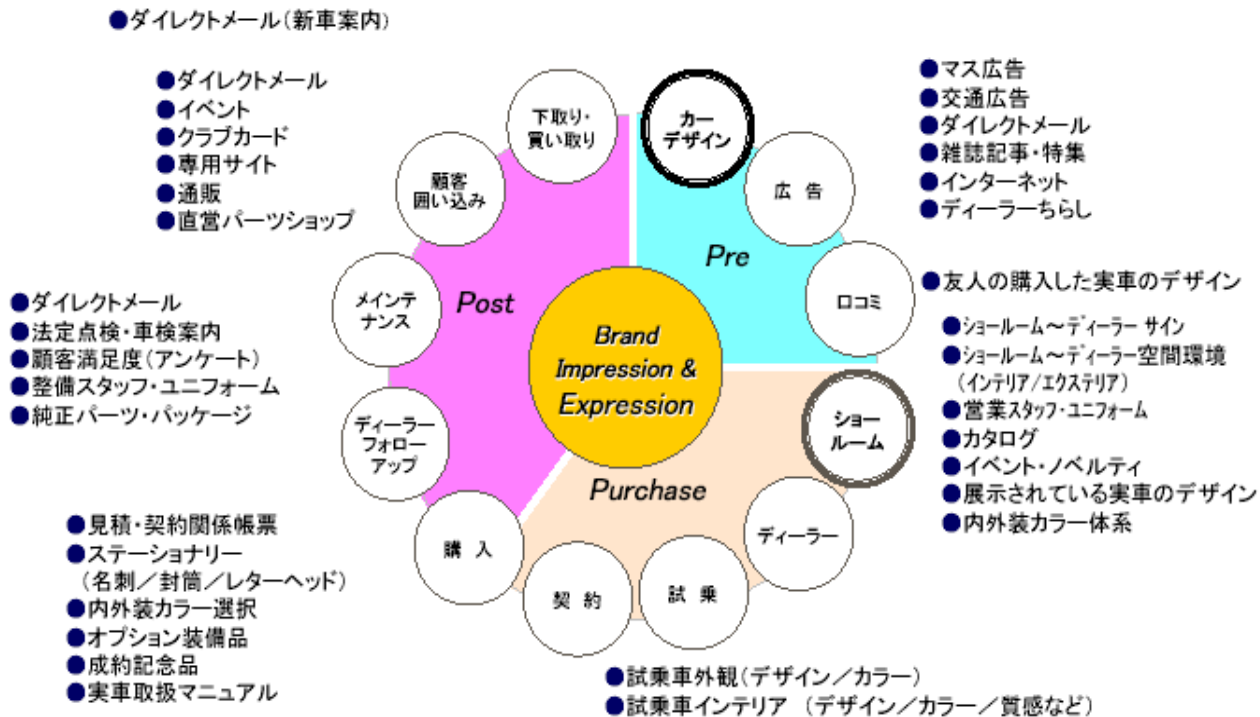 ●ダイレクトメール(新車案内)
●ダイレクトメール
●イベント
●クラブカード
●専用サイト
●通販
●直営パーツショップ
●ダイレクトメール
●法定点検・車検案内
●顧客満足度(アンケート)
●整備スタッフ・ユニフォーム
●純正パーツ・パッケージ
●見積・契約関係帳票
●ステーショナリー
(名刺/封筒/レターヘッド)
●内外装カラー選択
●オプション装備品
●成約記念品
●実車取扱マニュアル
下取り・
買い取り
顧客
囲い込み
メインテ
ナンス
ディーラー
フォロー
アップ
購 入
契 約
試 乗
ディーラー
ショー
ルーム
口コミ
広 告
カー
デザイン
Post
Pre
Purchase
Brand
Impression &
Expression
●マス広告
●交通広告
●ダイレクトメール
●雑誌記事・特集
●インターネット
●ディーラーちらし
●友人の購入した実車のデザイン
●ショールーム~ディーラー サイン
●ショールーム~ディーラー空間環境
(インテリア/エクステリア)
●営業スタッフ・ユニフォーム
●カタログ
●イベント・ノベルティ
●展示されている実車のデザイン
●内外装カラー体系
●試乗車外観(デザイン/カラー)
●試乗車インテリア (デザイン/カラー/質感など)